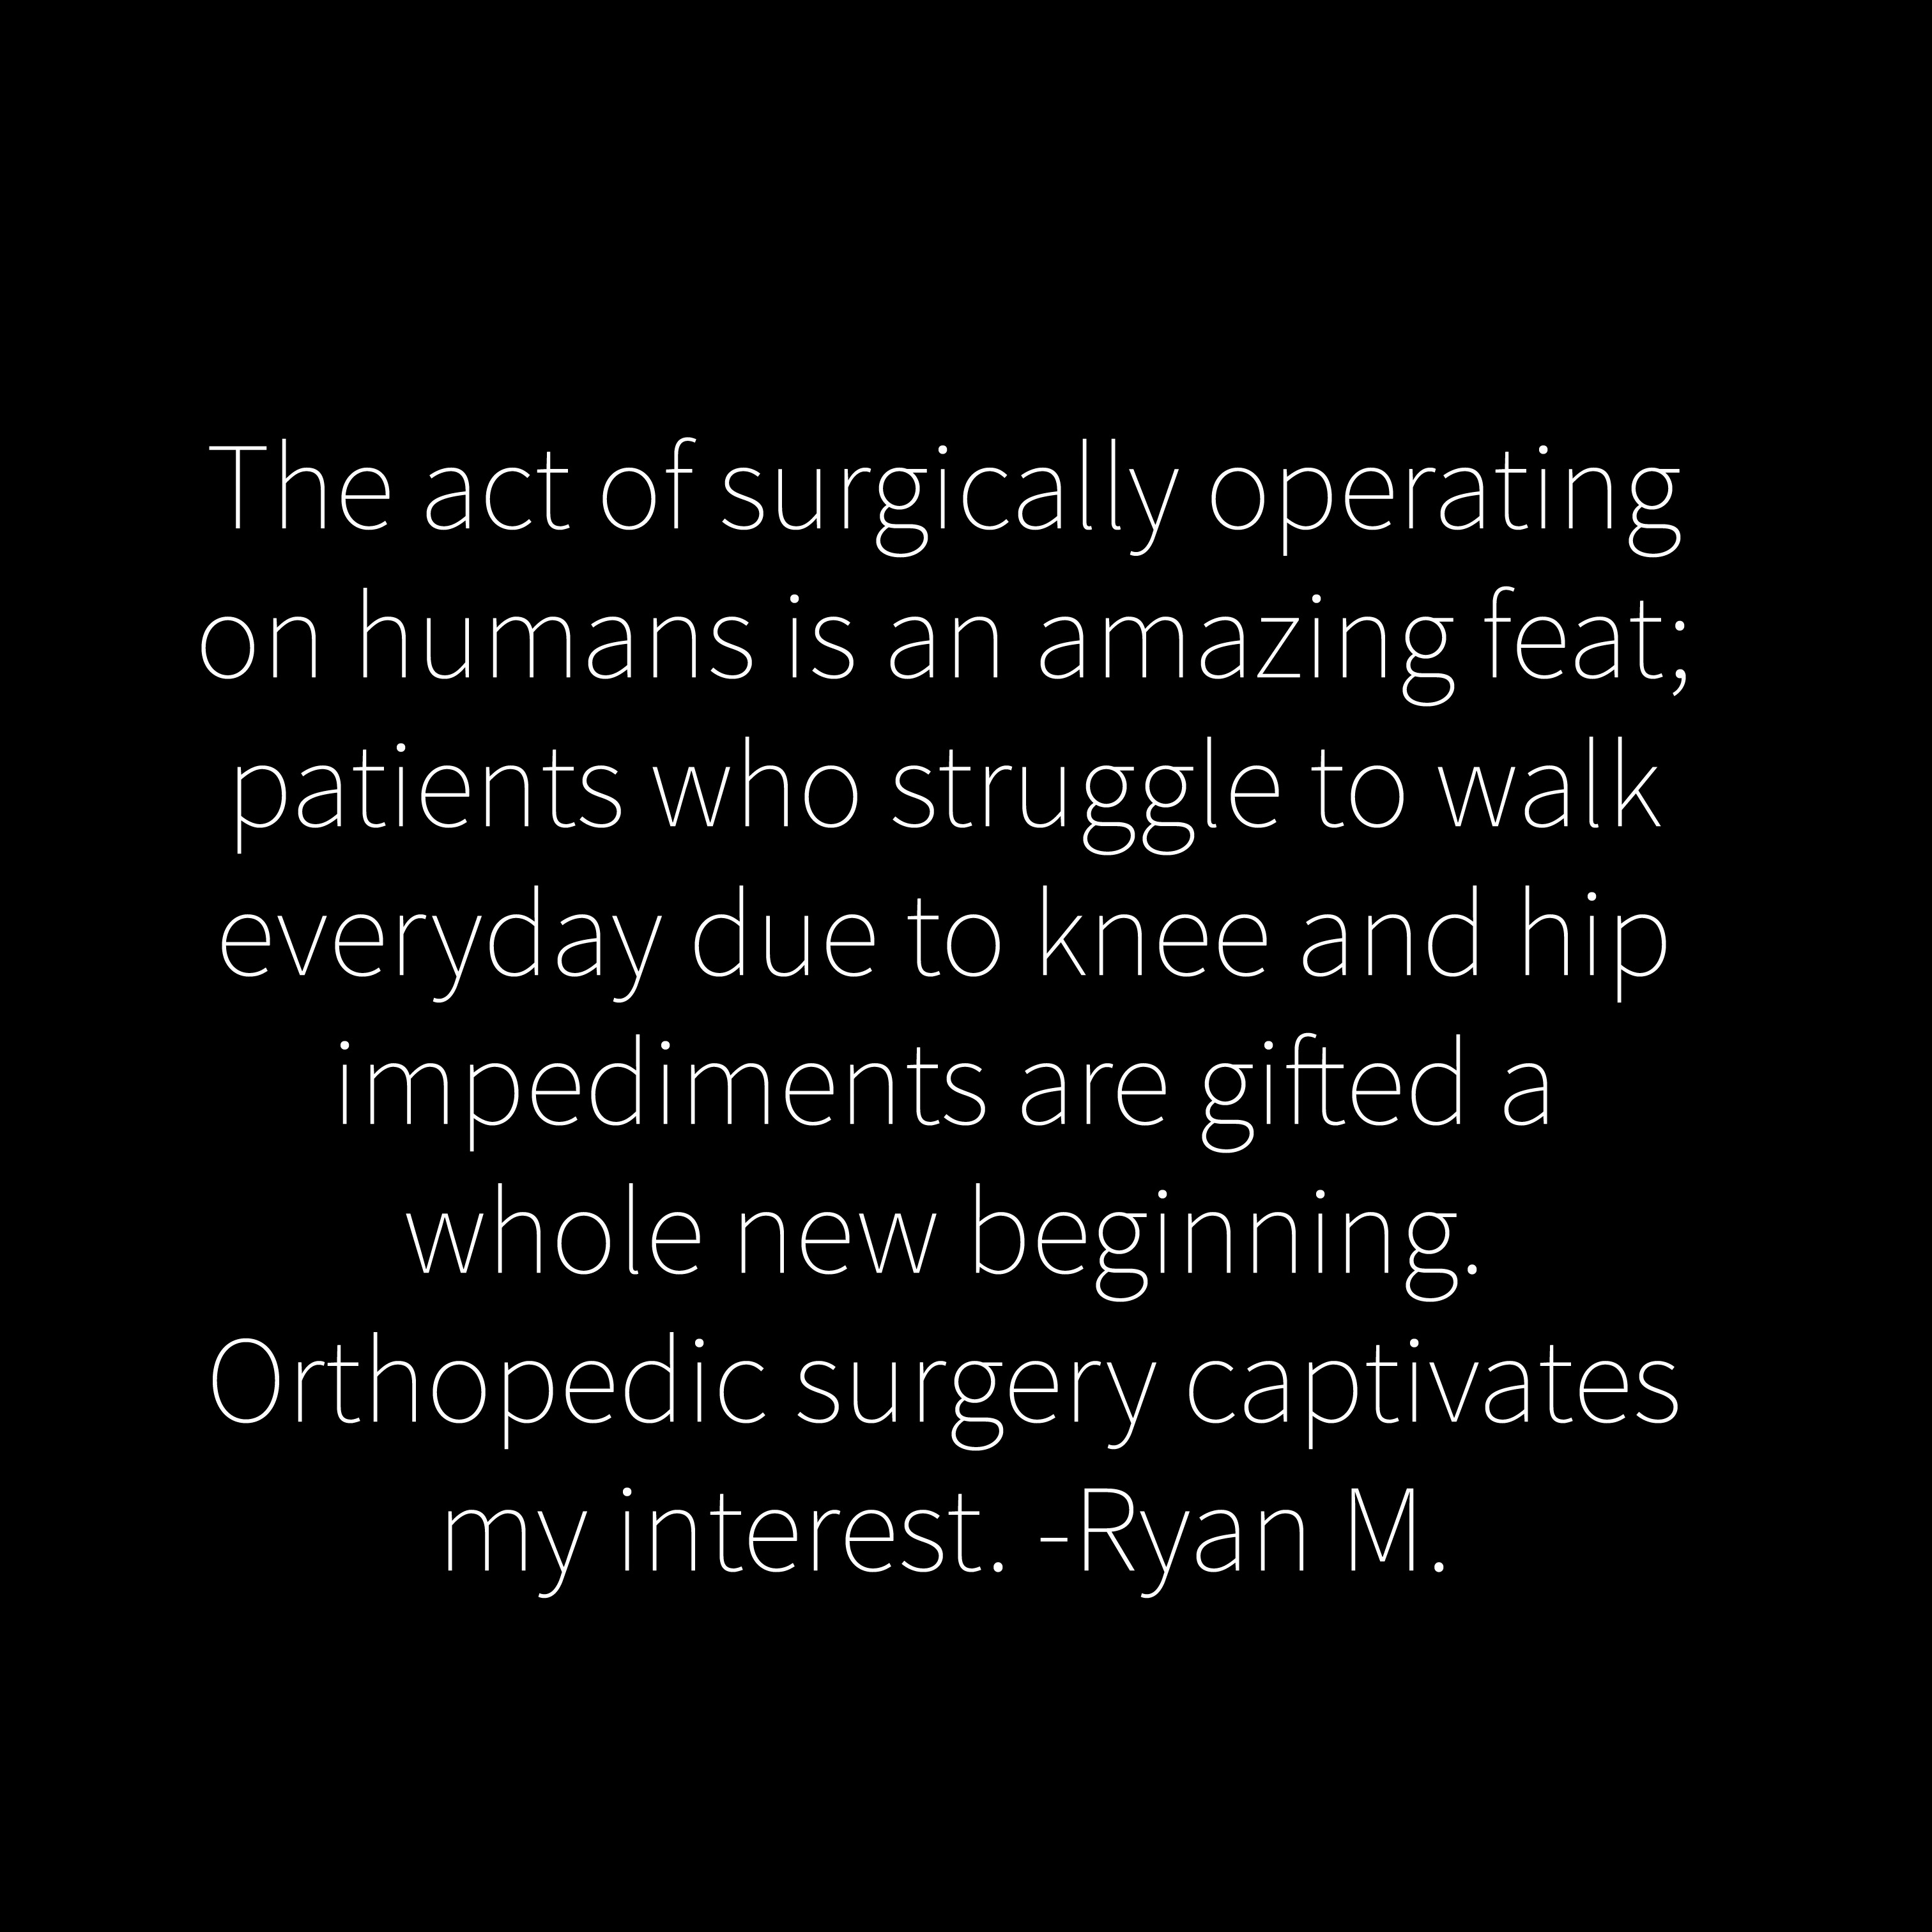 The act of surgically operating
on humans is an amazing feat;
patients who struggle to walk
everyday due to knee and hip
impediments are gifted a
whole new beginning.
Orthopedic surgery captivates
my interest. -Ryan M.